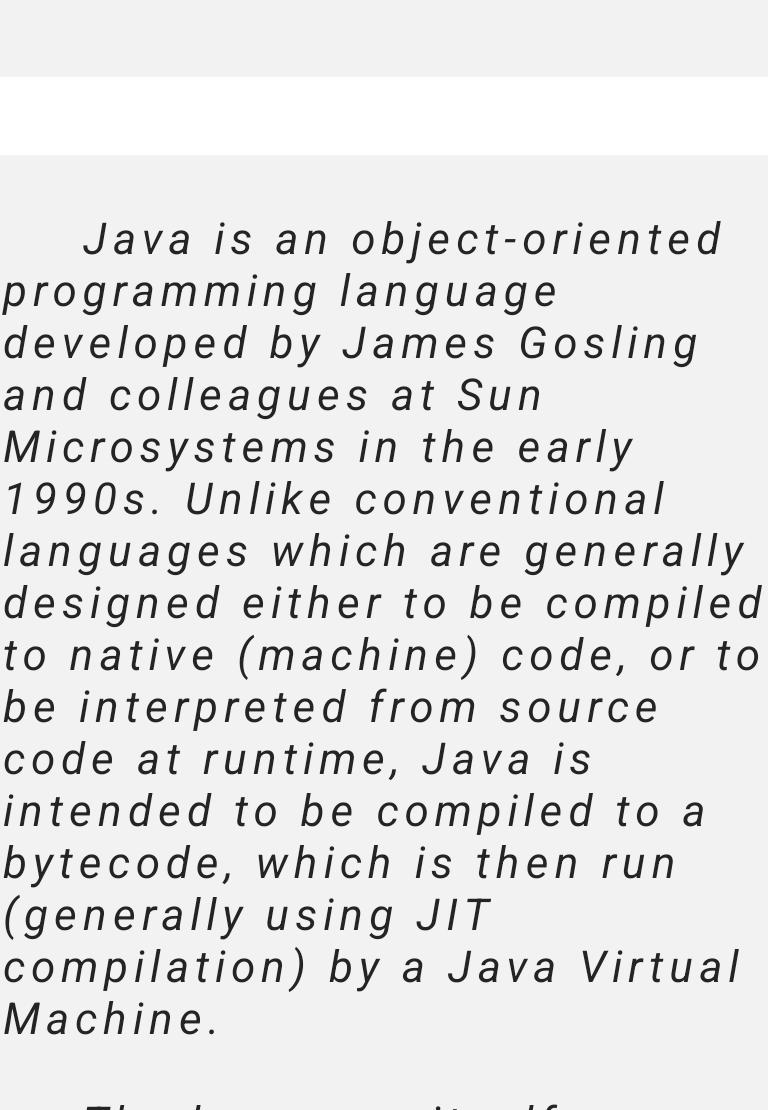 Java is an object-oriented
programming language
developed by James Gosling
and colleagues at Sun
Microsystems in the early
1990s. Unlike conventional
languages which are generally
designed either to be compiled
to native (machine) code, or to
be interpreted from source
code at runtime, Java is
intended to be compiled to a
bytecode, which is then run
(generally using JIT
compilation) by a Java Virtual
Machine.